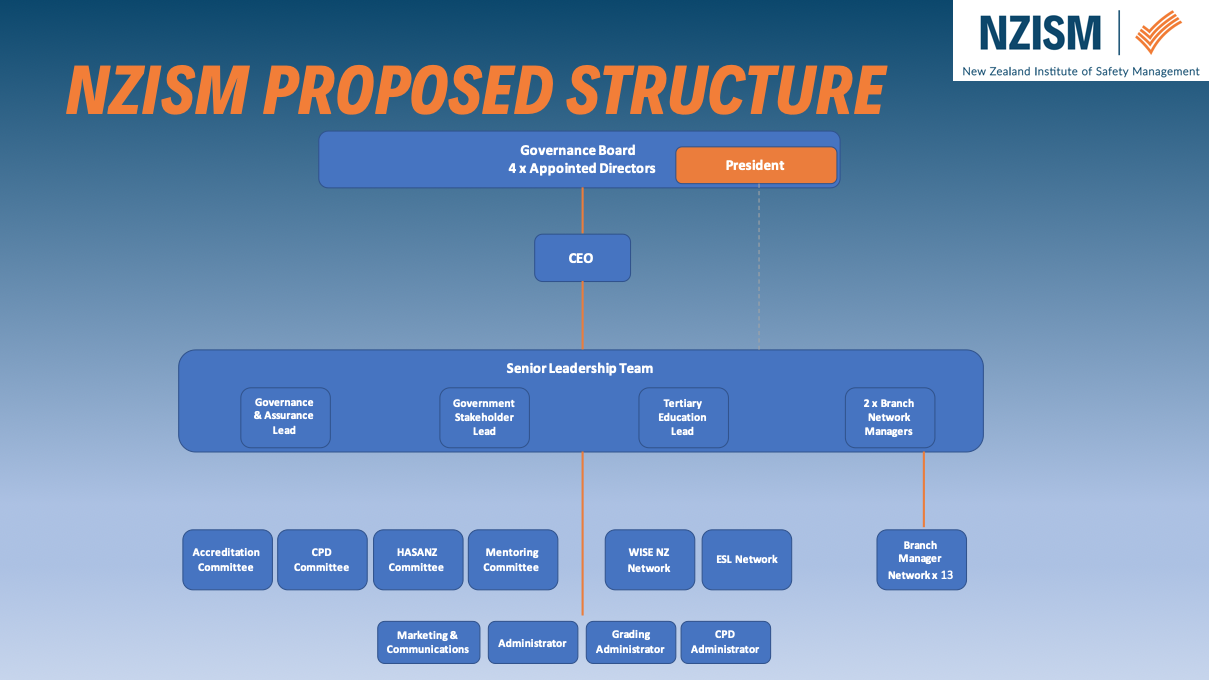 NZISM
New Zealand Institute of Safety Management
NZISM PROPOSED STRUCTURE
Governance Board
4 x Appointed Directors
President
CEO
Senior Leadership Team
Governance
& Assurance
Lead
Government
Stakeholder
Lead
Tertiary
Education
Lead
2 x Branch
Network
Managers
Accreditation
Committee
CPD
Committee
HASANZ
Committee
Mentoring
Committee
WISE NZ
Network
ESL Network
Branch
Manager
Network x 13
Marketing &
Communications
Administrator
Grading
Administrator
CPD
Administrator